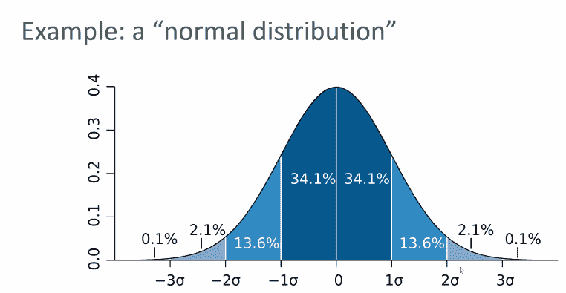 Example: a “normal distribution”
0.4
0.3
0.2
0.1
0.0
34.1% 34.1%
0.1% 2.1% 13.6% 13.6% 2.1% 0.1%
−3σ −2σ −1σ 0 1σ 2σ 3σ